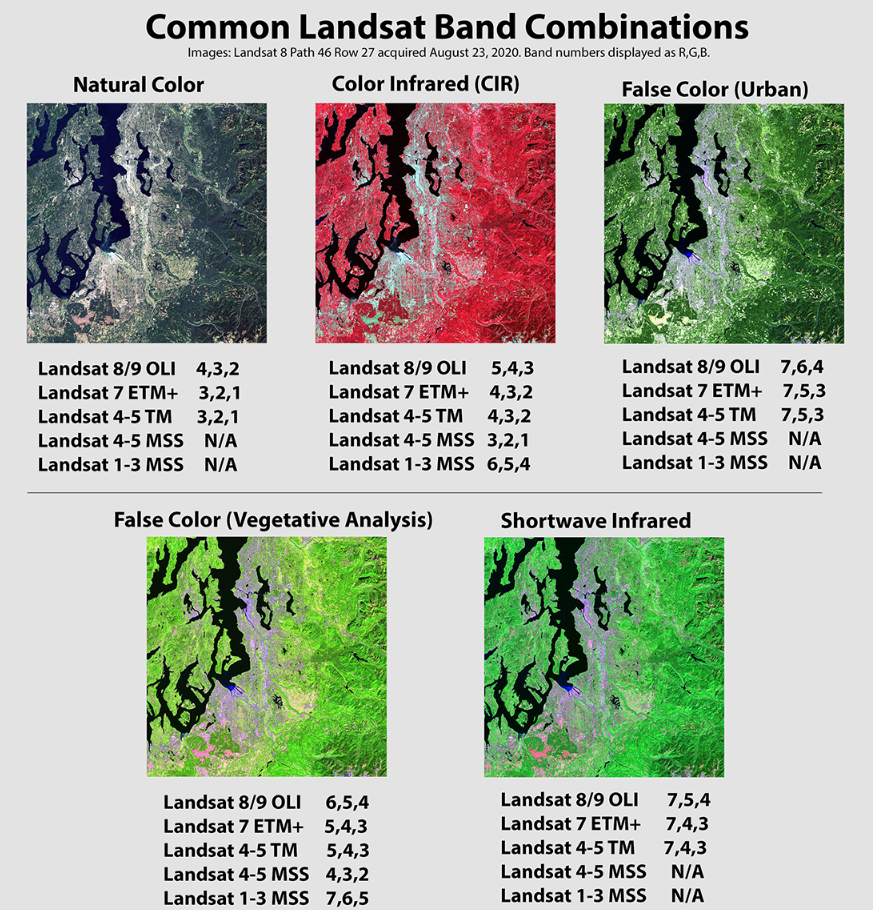 Common Landsat Band Combinations
Images: Landsat 8 Path 46 Row 27 acquired August 23, 2020. Band numbers displayed as R,G,B.
Natural Color
Landsat 8/9 OLI 4,3,2
Landsat 7 ETM+ 3,2,1
Landsat 4-5 TM 3,2,1
Landsat 4-5 MSS N/A
Landsat 1-3 MSS N/A
Color Infrared (CIR)
Landsat 8/9 OLI 5,4,3
Landsat 7 ETM+ 4,3,2
Landsat 4-5 TM 4,3,2
Landsat 4-5 MSS 3,2,1
Landsat 1-3 MSS 6,5,4
False Color (Urban)
Landsat 8/9 OLI 7,6,4
Landsat 7 ETM+ 7,5,3
Landsat 4-5 TM 7,5,3
Landsat 4-5 MSS N/A
Landsat 1-3 MSS N/A
False Color (Vegetative Analysis)
Landsat 8/9 OLI 6,5,4
Landsat 7 ETM+ 5,4,3
Landsat 4-5 TM 5,4,3
Landsat 4-5 MSS 4,3,2
Landsat 1-3 MSS 7,6,5
Shortwave Infrared
Landsat 8/9 OLI 7,5,4
Landsat 7 ETM+ 7,4,3
Landsat 4-5 TM 7,4,3
Landsat 4-5 MSS N/A
Landsat 1-3 MSS N/A